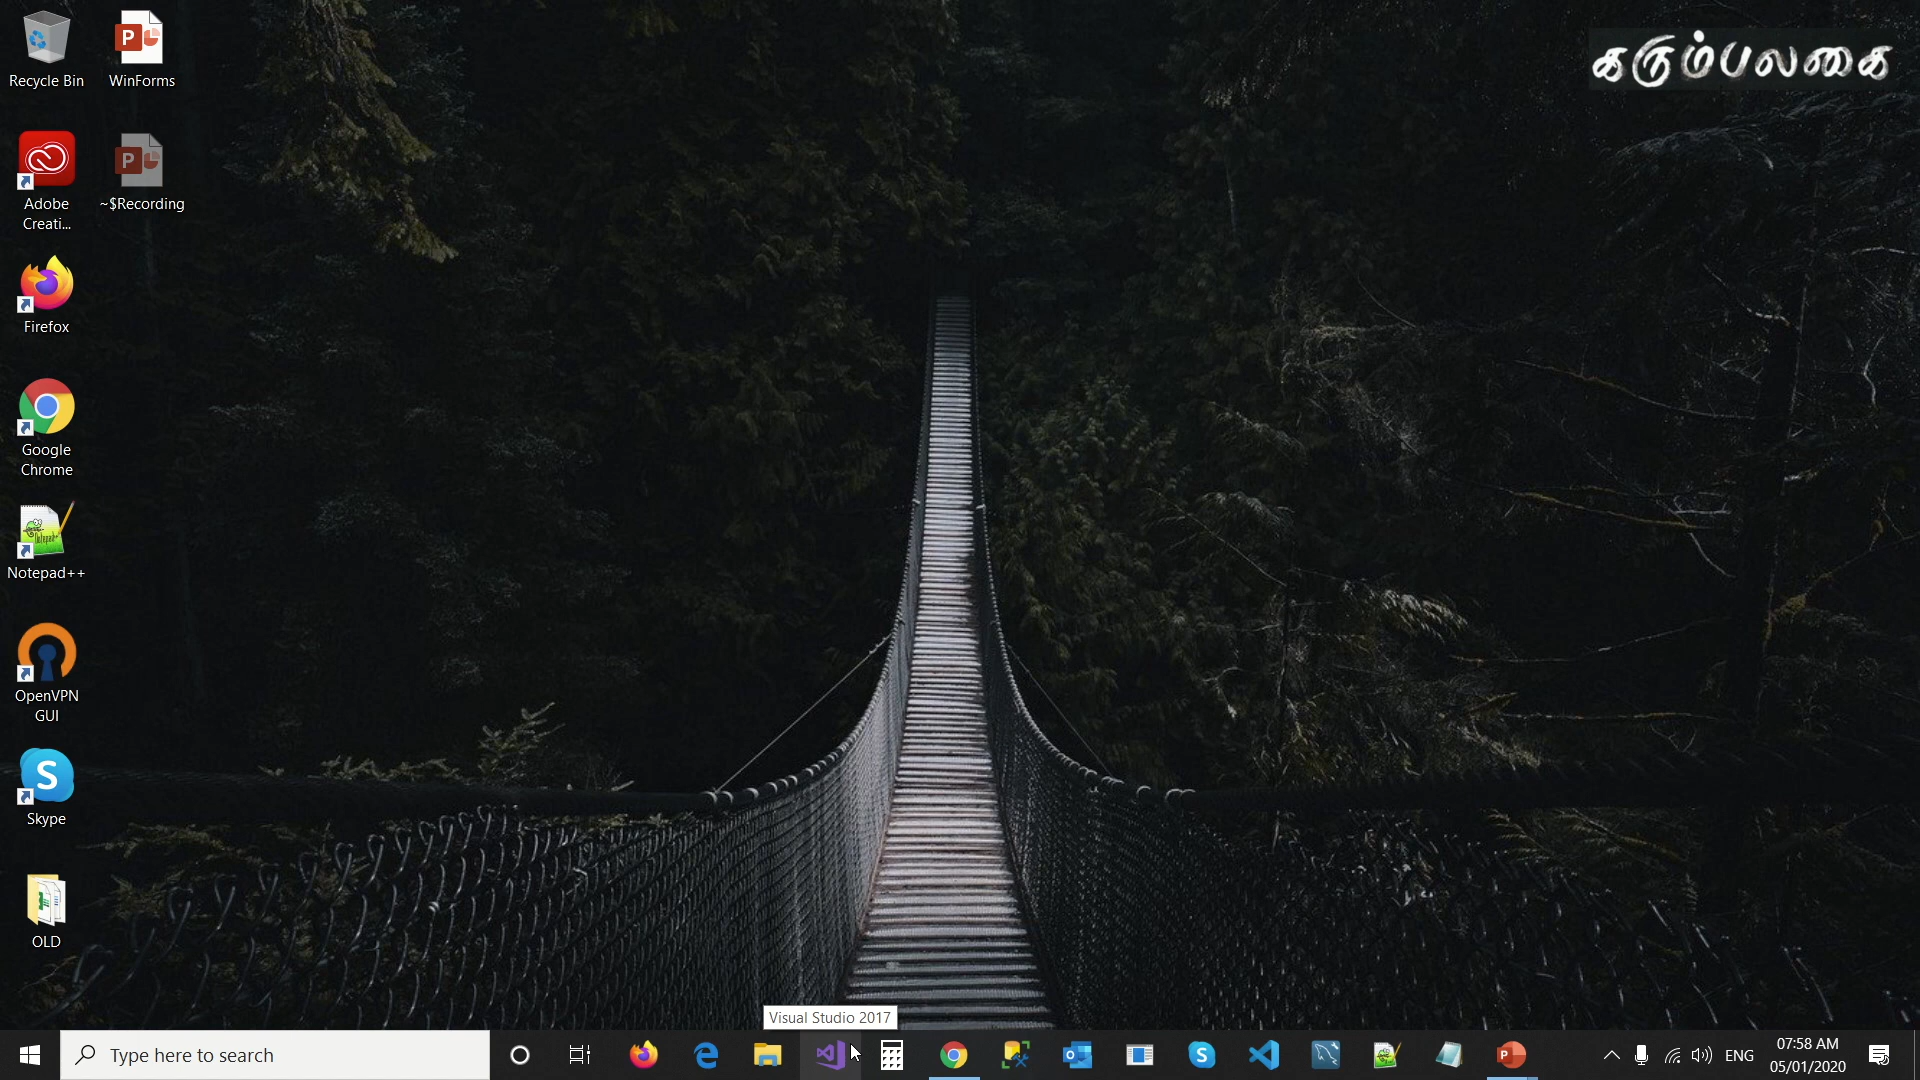 Recycle Bin
WinForms
கரும்பலகை
Adobe
Creati...
~$Recording
Firefox
Google
Chrome
Notepad++
OpenVPN
GUI
Skype
OLD
Visual Studio 2017
Type here to search
ENG
07:58 AM
05/01/2020